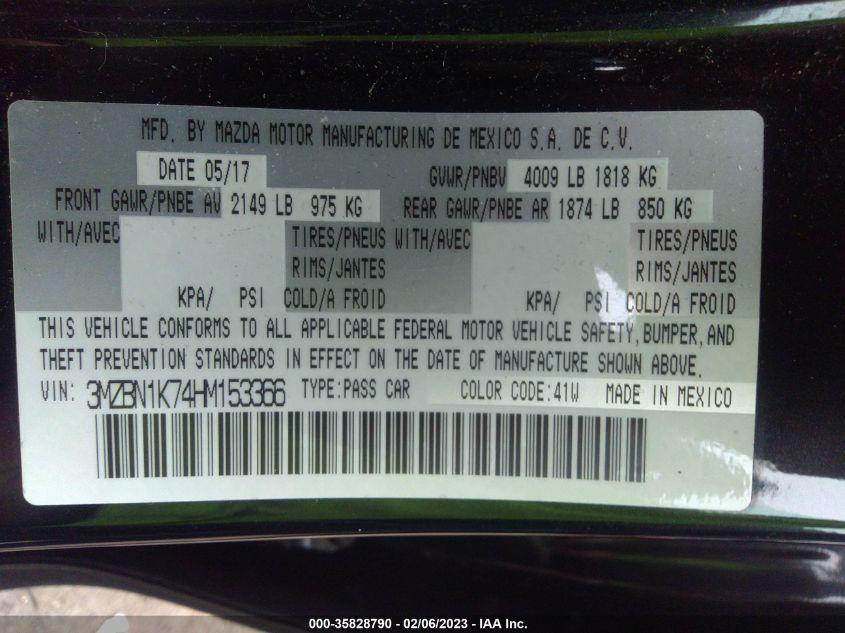 MFD. BY MAZDA MOTOR MANUFACTURING DE MEXICO S.A. DE C.V.
DATE 05/17 GVWR/PNBV 4009 LB 1818 KG
FRONT GAWR/PNBE AV 2149 LB 975 KG REAR GAWR/PNBE AR 1874 LB 850 KG
WITH/AVEC TIRES/PNEUS WITH/AVEC TIRES/PNEUS
RIMS/JANTES RIMS/JANTES
KPA/ PSI COLD/A FROID KPA/ PSI COLD/A FROID
THIS VEHICLE CONFORMS TO ALL APPLICABLE FEDERAL MOTOR VEHICLE SAFETY, BUMPER, AND
THEFT PREVENTION STANDARDS IN EFFECT ON THE DATE OF MANUFACTURE SHOWN ABOVE.
VIN: 3MZBN1K74HM153366 TYPE:PASS CAR COLOR CODE:41W MADE IN MEXICO
000-35828790 - 02/06/2023 - IAA Inc.